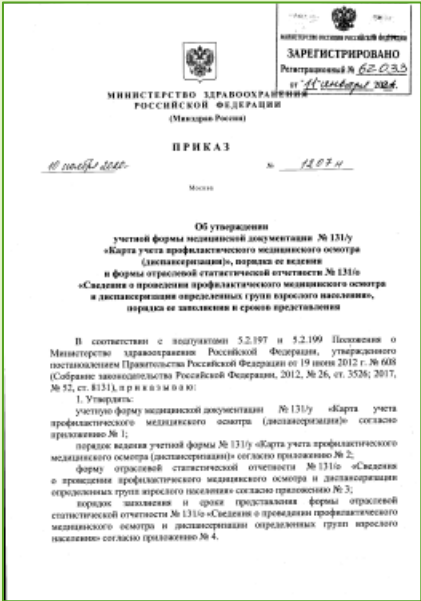 МИНИСТЕРСТВО ЮСТИЦИИ РОССИЙСКОЙ ФЕДЕРАЦИИ
ЗАРЕГИСТРИРОВАНО
Регистрационный № 62033
от "11 января 2021.
МИНИСТЕРСТВО ЗДРАВООХРАНЕНИЯ
РОССИЙСКОЙ ФЕДЕРАЦИИ
(Минздрав России)
ПРИКАЗ
10 ноября 2020г.
№ 1207н
Москва
Об утверждении
учетной формы медицинской документации № 131/у
«Карта учета профилактического медицинского осмотра
(диспансеризации)», порядка ее ведения
и формы отраслевой статистической отчетности № 131/о
«Сведения о проведении профилактического медицинского осмотра
и диспансеризации определенных групп взрослого населения»,
порядка ее заполнения и сроков представления
В соответствии с подпунктами 5.2.197 и 5.2.199 Положения о
Министерстве здравоохранения Российской Федерации, утвержденного
постановлением Правительства Российской Федерации от 19 июня 2012 г. № 608
(Собрание законодательства Российской Федерации, 2012, № 26, ст. 3526; 2017,
№ 52, ст. 8131), приказываю:
1. Утвердить:
учетную форму медицинской документации № 131/у «Карта учета
профилактического медицинского осмотра (диспансеризации)» согласно
приложению № 1;
порядок ведения учетной формы № 131/у «Карта учета профилактического
медицинского осмотра (диспансеризации)» согласно приложению № 2;
форму отраслевой статистической отчетности № 131/о «Сведения
о проведении профилактического медицинского осмотра и диспансеризации
определенных групп взрослого населения» согласно приложению № 3;
порядок заполнения и сроки представления формы отраслевой
статистической отчетности № 131/о «Сведения о проведении профилактического
медицинского осмотра и диспансеризации определенных групп взрослого
населения» согласно приложению № 4.